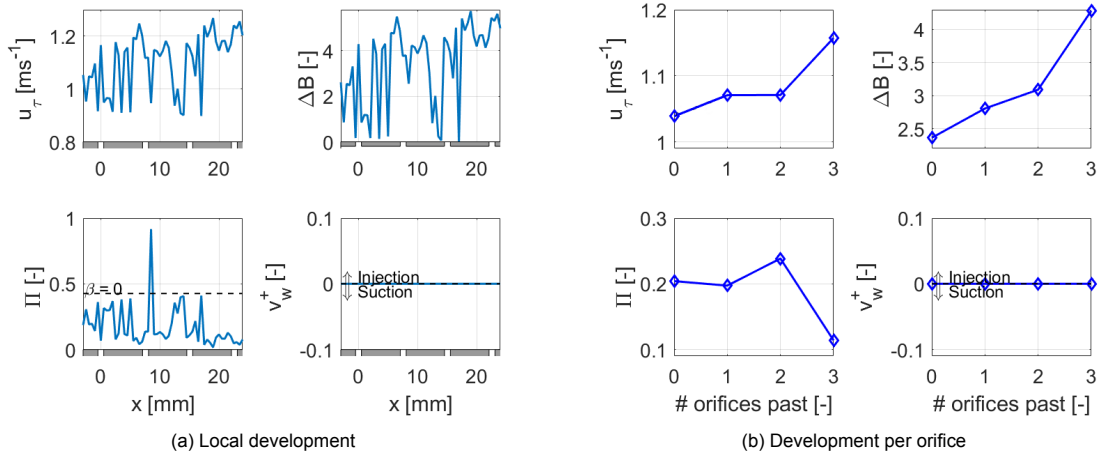 u_τ [ms⁻¹]
1.2
1
0.8
0
10
20
ΔB [-]
4
2
0
0
10
20
u_τ [ms⁻¹]
1.2
1.1
1
0
1
2
3
ΔB [-]
4
3.5
3
2.5
0
1
2
3
Π [-]
1
0.5
0
β = 0
0
10
20
x [mm]
v_w⁺ [-]
0.1
0
-0.1
⇕ Injection
⇕ Suction
0
10
20
x [mm]
Π [-]
0.3
0.2
0.1
0
1
2
3
# orifices past [-]
v_w⁺ [-]
0.1
0
-0.1
⇕ Injection
⇕ Suction
0
1
2
3
# orifices past [-]
(a) Local development
(b) Development per orifice